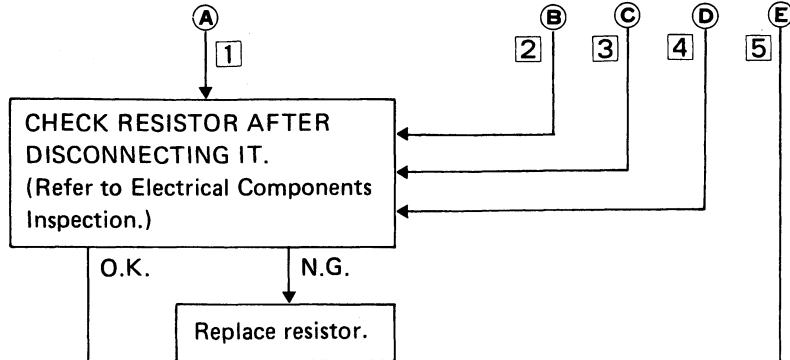 A B C D E
1 2 3 4 5
CHECK RESISTOR AFTER
DISCONNECTING IT.
(Refer to Electrical Components
Inspection.)
O.K. N.G.
Replace resistor.